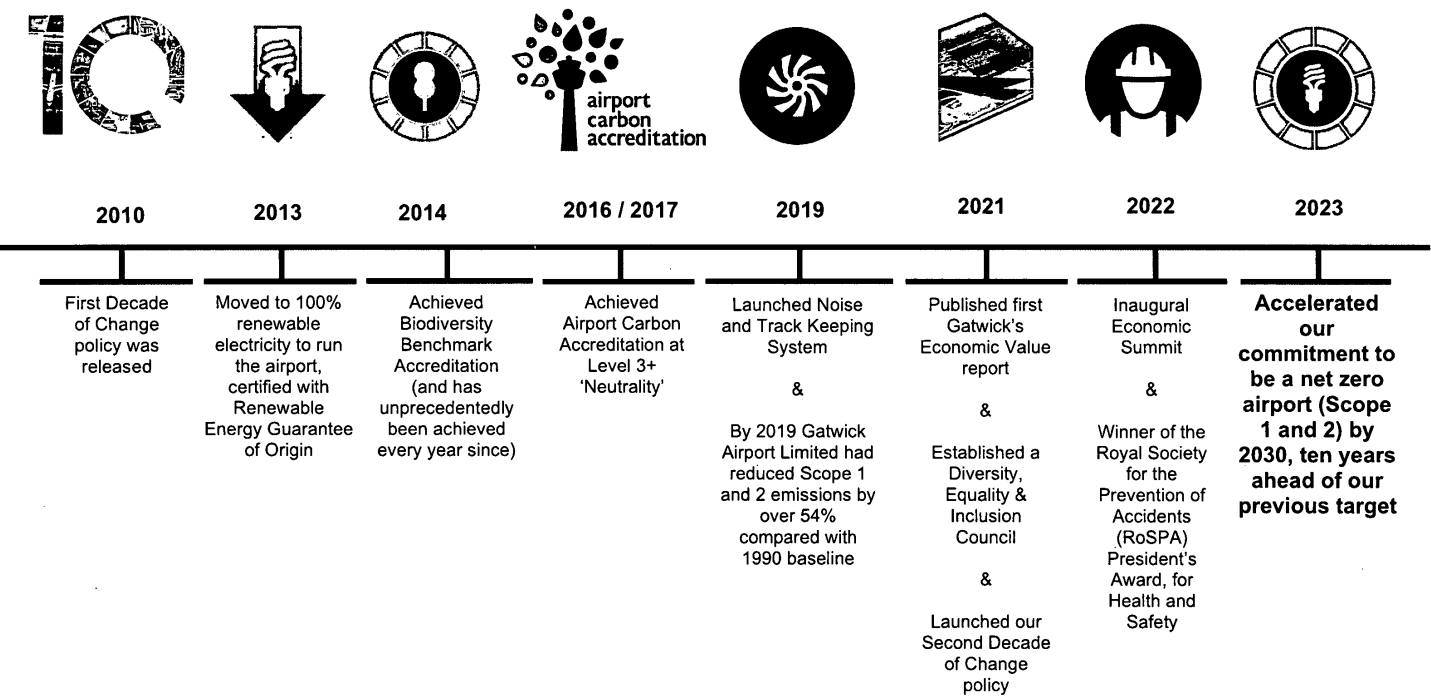 10
airport
carbon
accreditation
2010
2013
2014
2016 / 2017
2019
2021
2022
2023
First Decade
of Change
policy was
released
Moved to 100%
renewable
electricity to run
the airport,
certified with
Renewable
Energy Guarantee
of Origin
Achieved
Biodiversity
Benchmark
Accreditation
(and has
unprecedentedly
been achieved
every year since)
Achieved
Airport Carbon
Accreditation at
Level 3+
‘Neutrality’
Launched Noise
and Track Keeping
System
&
By 2019 Gatwick
Airport Limited had
reduced Scope 1
and 2 emissions by
over 54%
compared with
1990 baseline
Published first
Gatwick's
Economic Value
report
&
Established a
Diversity,
Equality &
Inclusion
Council
&
Launched our
Second Decade
of Change
policy
Inaugural
Economic
Summit
&
Winner of the
Royal Society
for the
Prevention of
Accidents
(RoSPA)
President's
Award, for
Health and
Safety
Accelerated
our
commitment to
be a net zero
airport (Scope
1 and 2) by
2030, ten years
ahead of our
previous target